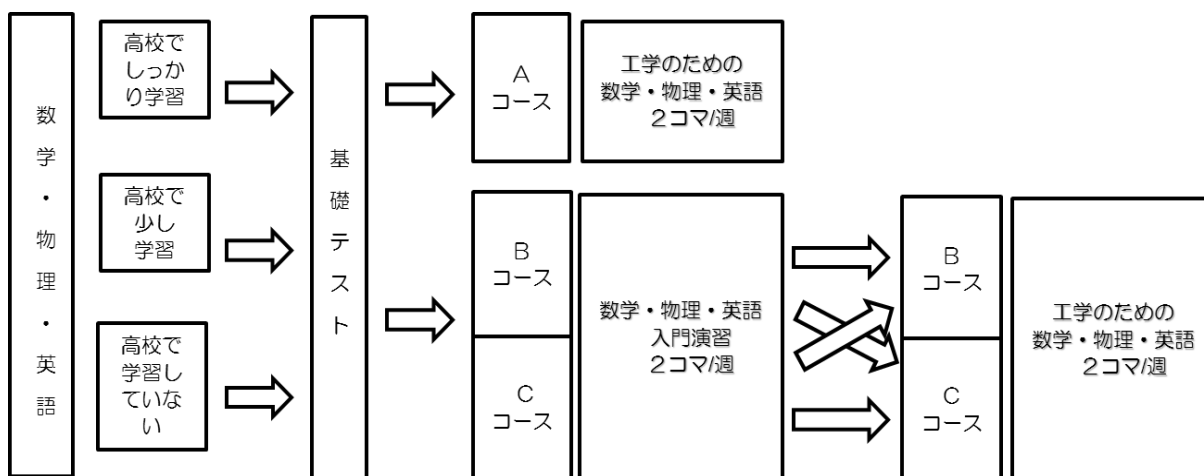 数学・物理・英語
高校で
しっか
り学習
高校で
少し
学習
高校で
学習し
ていな
い
基礎テスト
A
コース
工学のための
数学・物理・英語
2コマ/週
B
コース
C
コース
数学・物理・英語
入門演習
2コマ/週
B
コース
C
コース
工学のための
数学・物理・英語
2コマ/週